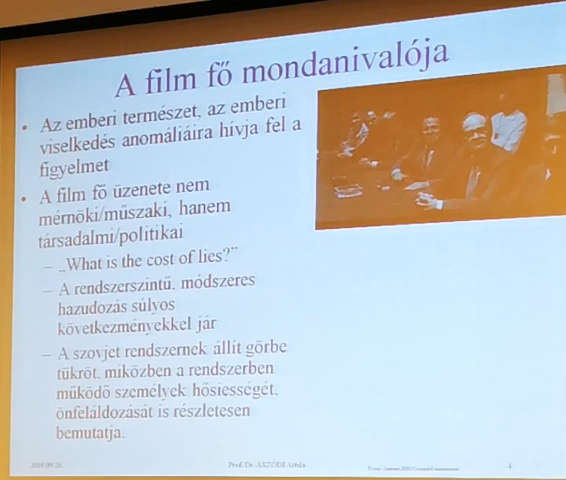 A film fő mondanivalója
• Az emberi természet, az emberi
viselkedés anomáliáira hívja fel a
figyelmet
• A film fő üzenete nem
mérnöki/műszaki, hanem
társadalmi/politikai
– „What is the cost of lies?”
– A rendszerszintű, módszeres
hazudozás súlyos
következményekkel jár
– A szovjet rendszernek állít görbe
tükröt, miközben a rendszerben
működő személyek hősiességét,
önfeláldozását is részletesen
bemutatja.
Prof. Dr. ASZÓDI Attila
4